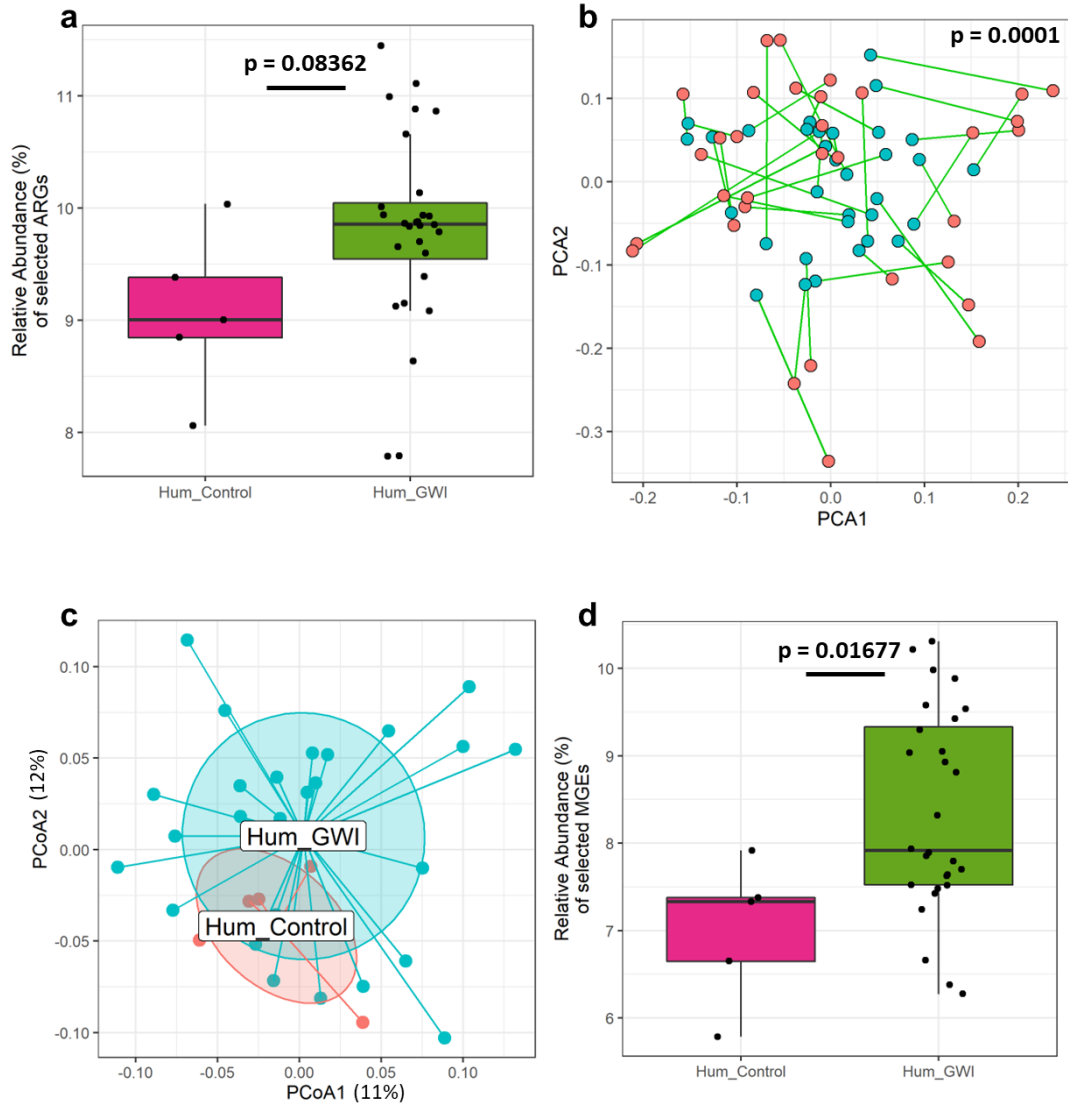 a
p = 0.08362
Relative Abundance (%)
of selected ARGs
11
10
9
8
Hum_Control
Hum_GWI
b
p = 0.0001
PCA2
0.1
0.0
-0.1
-0.2
-0.3
-0.2
-0.1
0.0
0.1
0.2
PCA1
c
PCoA2 (12%)
0.10
0.05
0.00
-0.05
-0.10
Hum_GWI
Hum_Control
-0.10
-0.05
0.00
0.05
0.10
PCoA1 (11%)
d
p = 0.01677
Relative Abundance (%)
of selected MGEs
10
9
8
7
6
Hum_Control
Hum_GWI